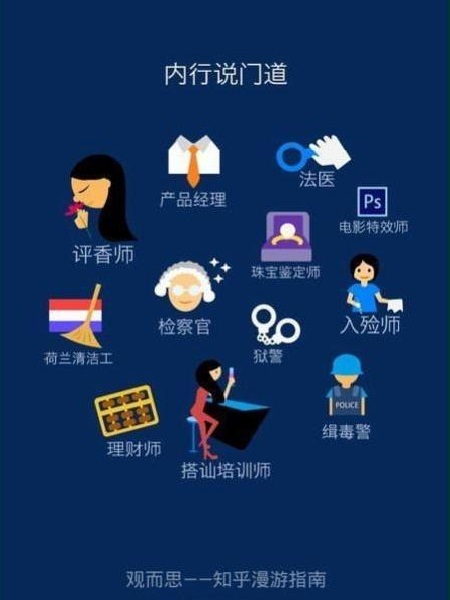 内行说门道
产品经理
法医
Ps
电影特效师
评香师
珠宝鉴定师
检察官
入殓师
荷兰清洁工
狱警
POLICE
理财师
缉毒警
搭讪培训师
观而思——知乎漫游指南